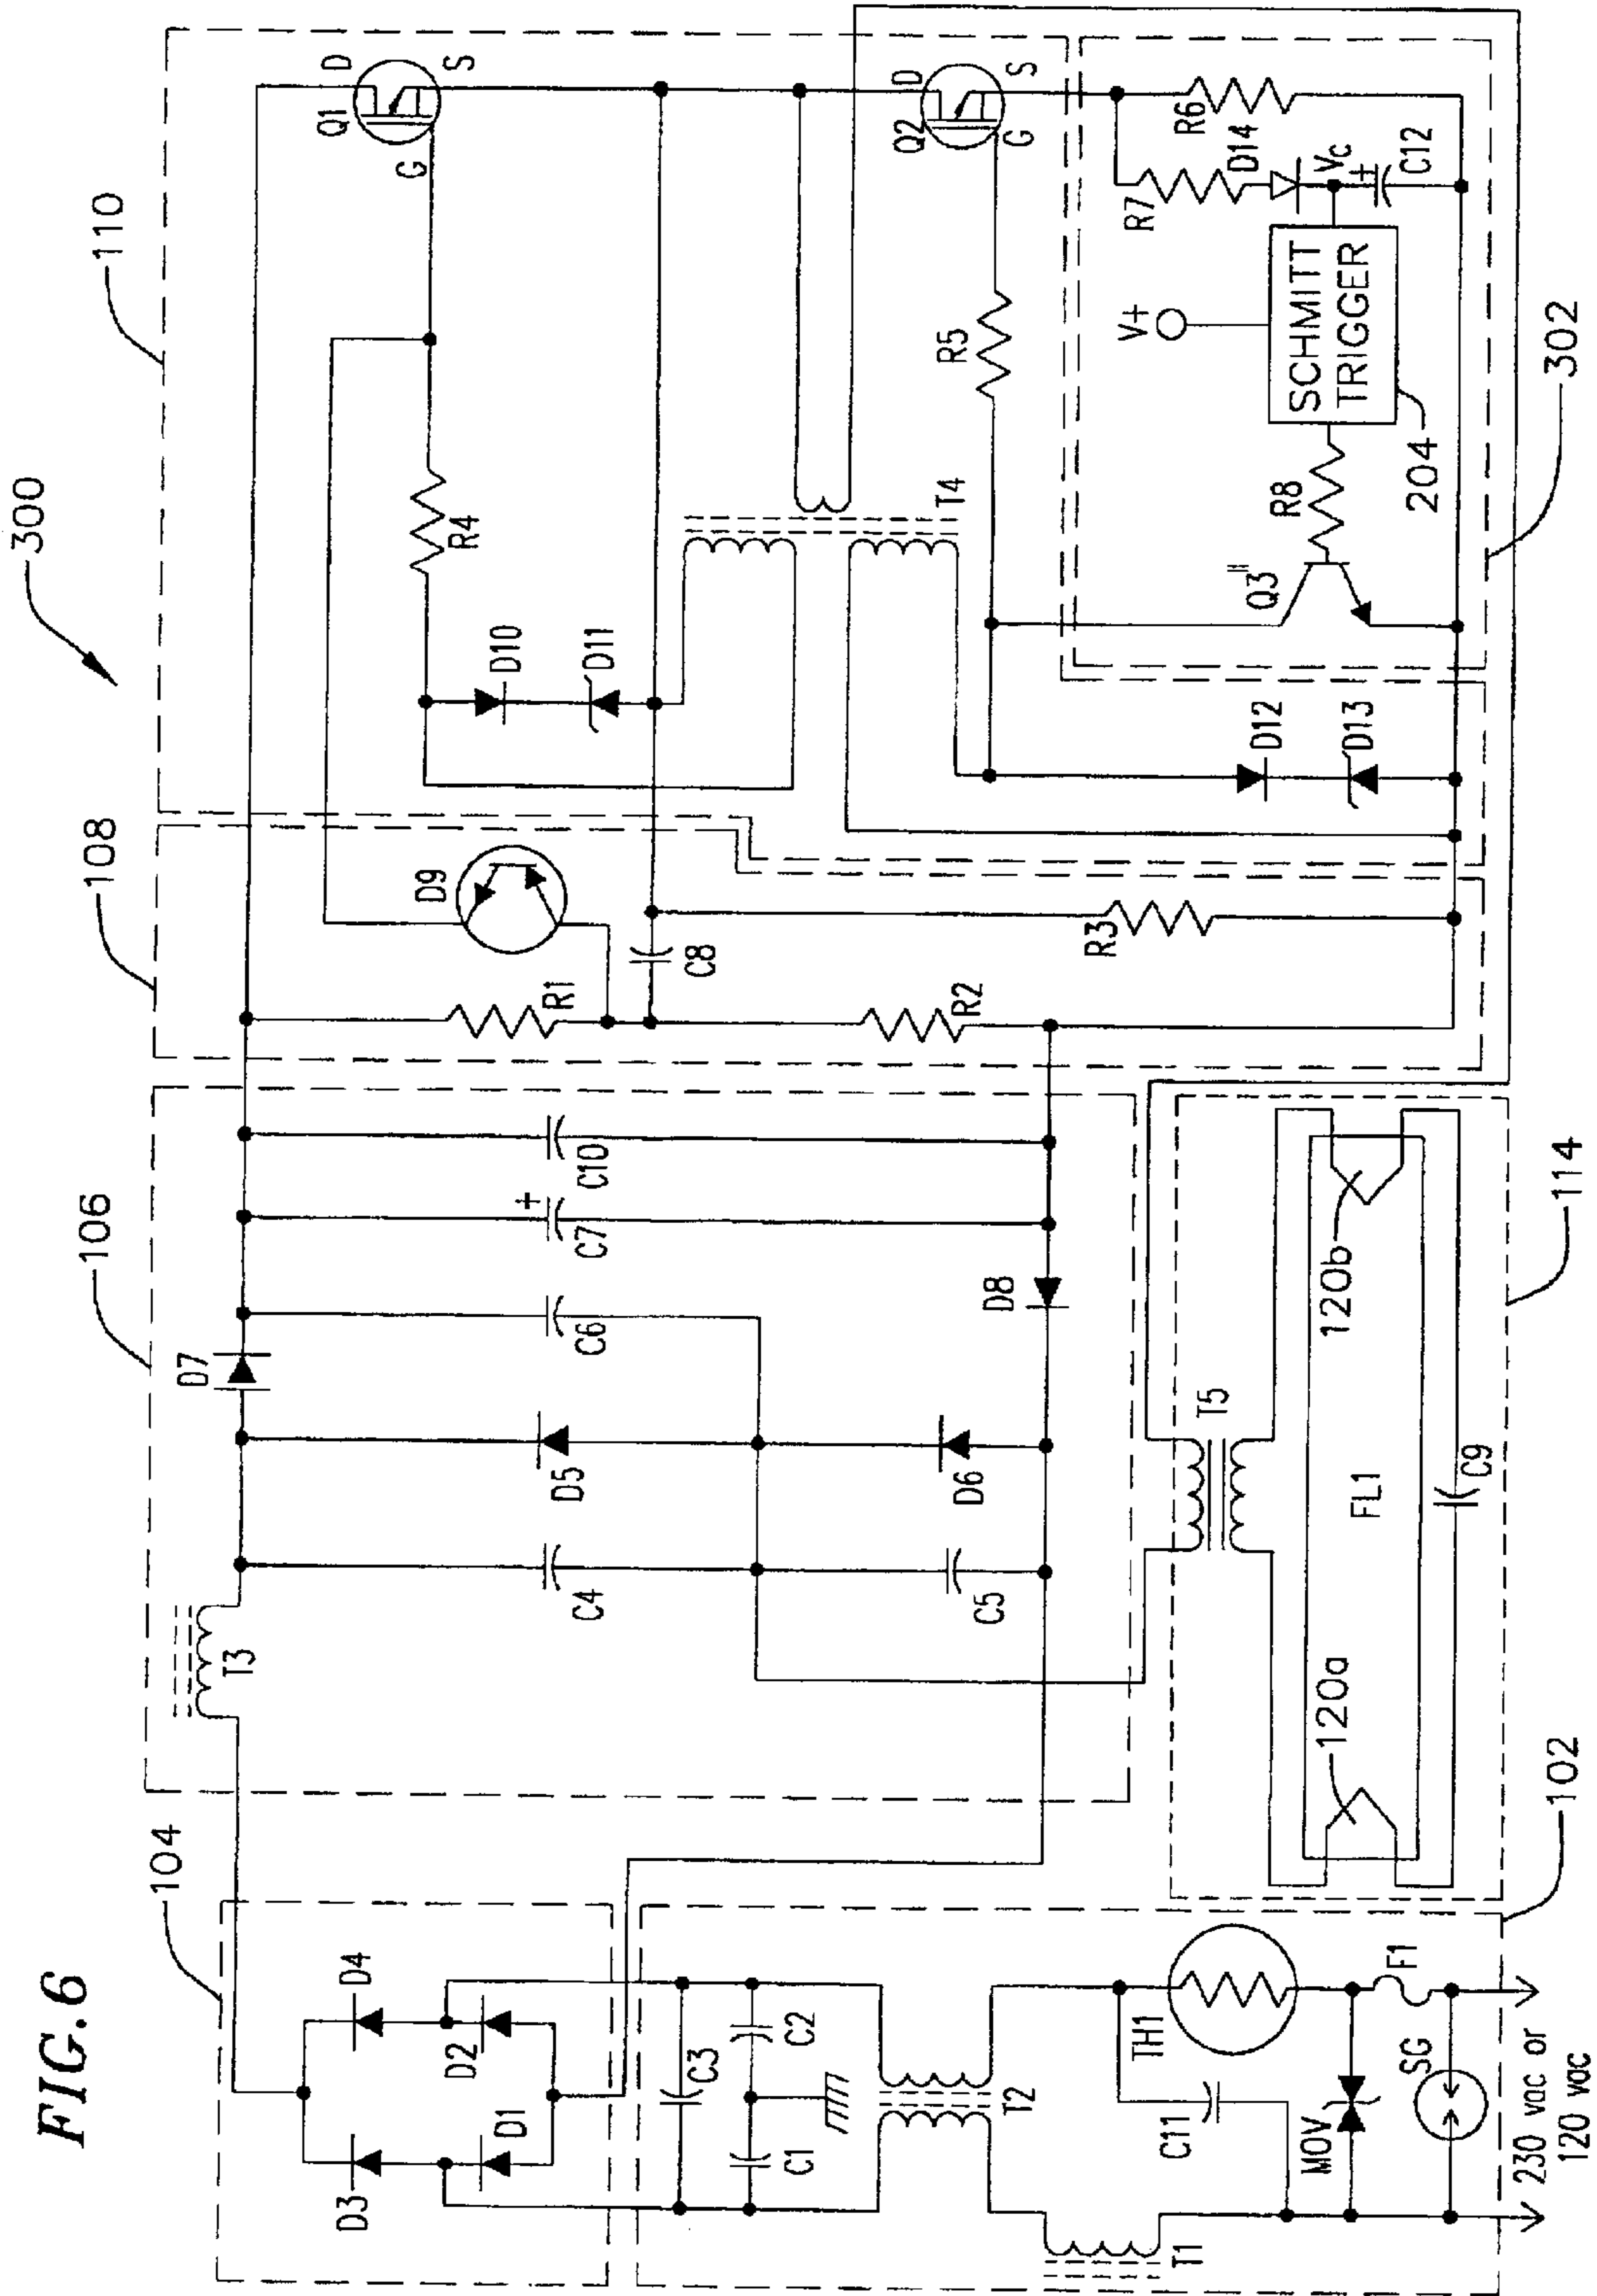 FIG.6
300
110
108
106
104
D
Q1
S
G
R4
D10
D11
T4
D
Q2
S
G
R5
R6
R7
D14
Vc
+
C12
V+
SCHMITT
TRIGGER
204
R8
Q3"
302
D12
D13
D9
R1
C8
R3
R2
C10
+
C7
C6
D7
D8
D5
D6
C4
C5
T3
T5
120b
FL1
C9
120a
114
102
D4
D3
D2
D1
C3
C2
C1
T2
TH1
C11
MOV
F1
SG
T1
230 vac or
120 vac